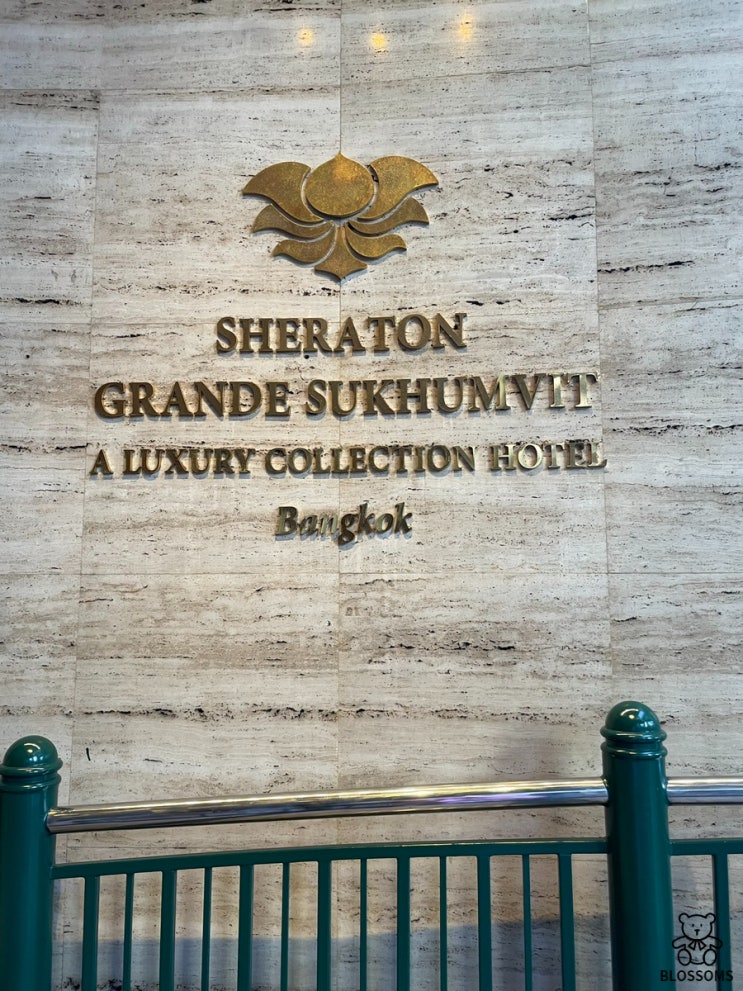 SHERATON
GRANDE SUKHUMVIT
A LUXURY COLLECTION HOTEL
Bangkok
BLOSSOMS